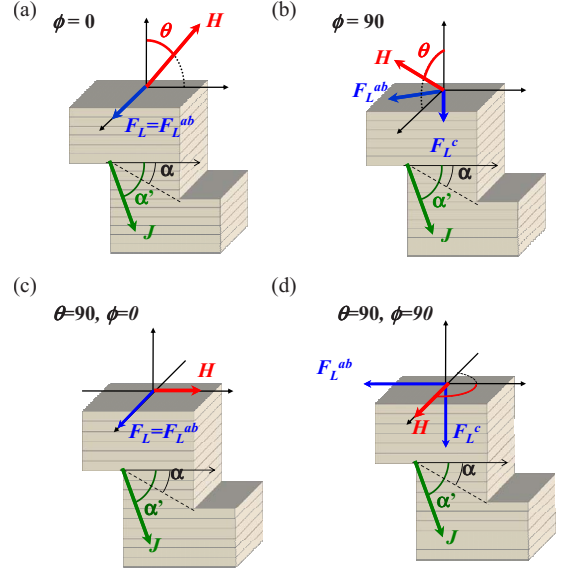 (a)
ϕ = 0
θ
H
F_L=F_L^ab
α
α’
J
(b)
ϕ = 90
θ
H
F_L^ab
F_L^c
α
α’
J
(c)
θ=90, ϕ=0
H
F_L=F_L^ab
α
α’
J
(d)
θ=90, ϕ=90
F_L^ab
H
F_L^c
α
α’
J